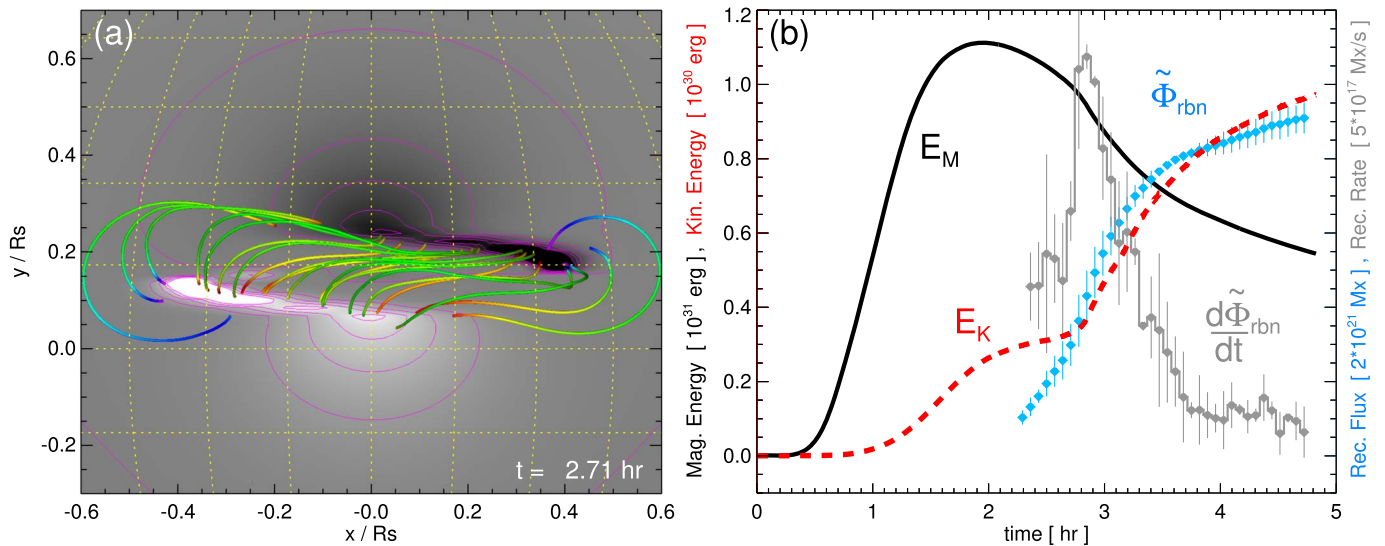 (a)
0.6
0.4
0.2
0.0
-0.2
y / Rs
t = 2.71 hr
-0.6 -0.4 -0.2 0.0 0.2 0.4 0.6
x / Rs
(b)
1.2
1.0
0.8
0.6
0.4
0.2
0.0
Mag. Energy [ 10^31 erg ] , Kin. Energy [ 10^30 erg ]
E_M
E_K
Φ̃_rbn
dΦ̃_rbn
dt
0 1 2 3 4 5
time [ hr ]
Rec. Flux [ 2*10^21 Mx ] , Rec. Rate [ 5*10^17 Mx/s ]